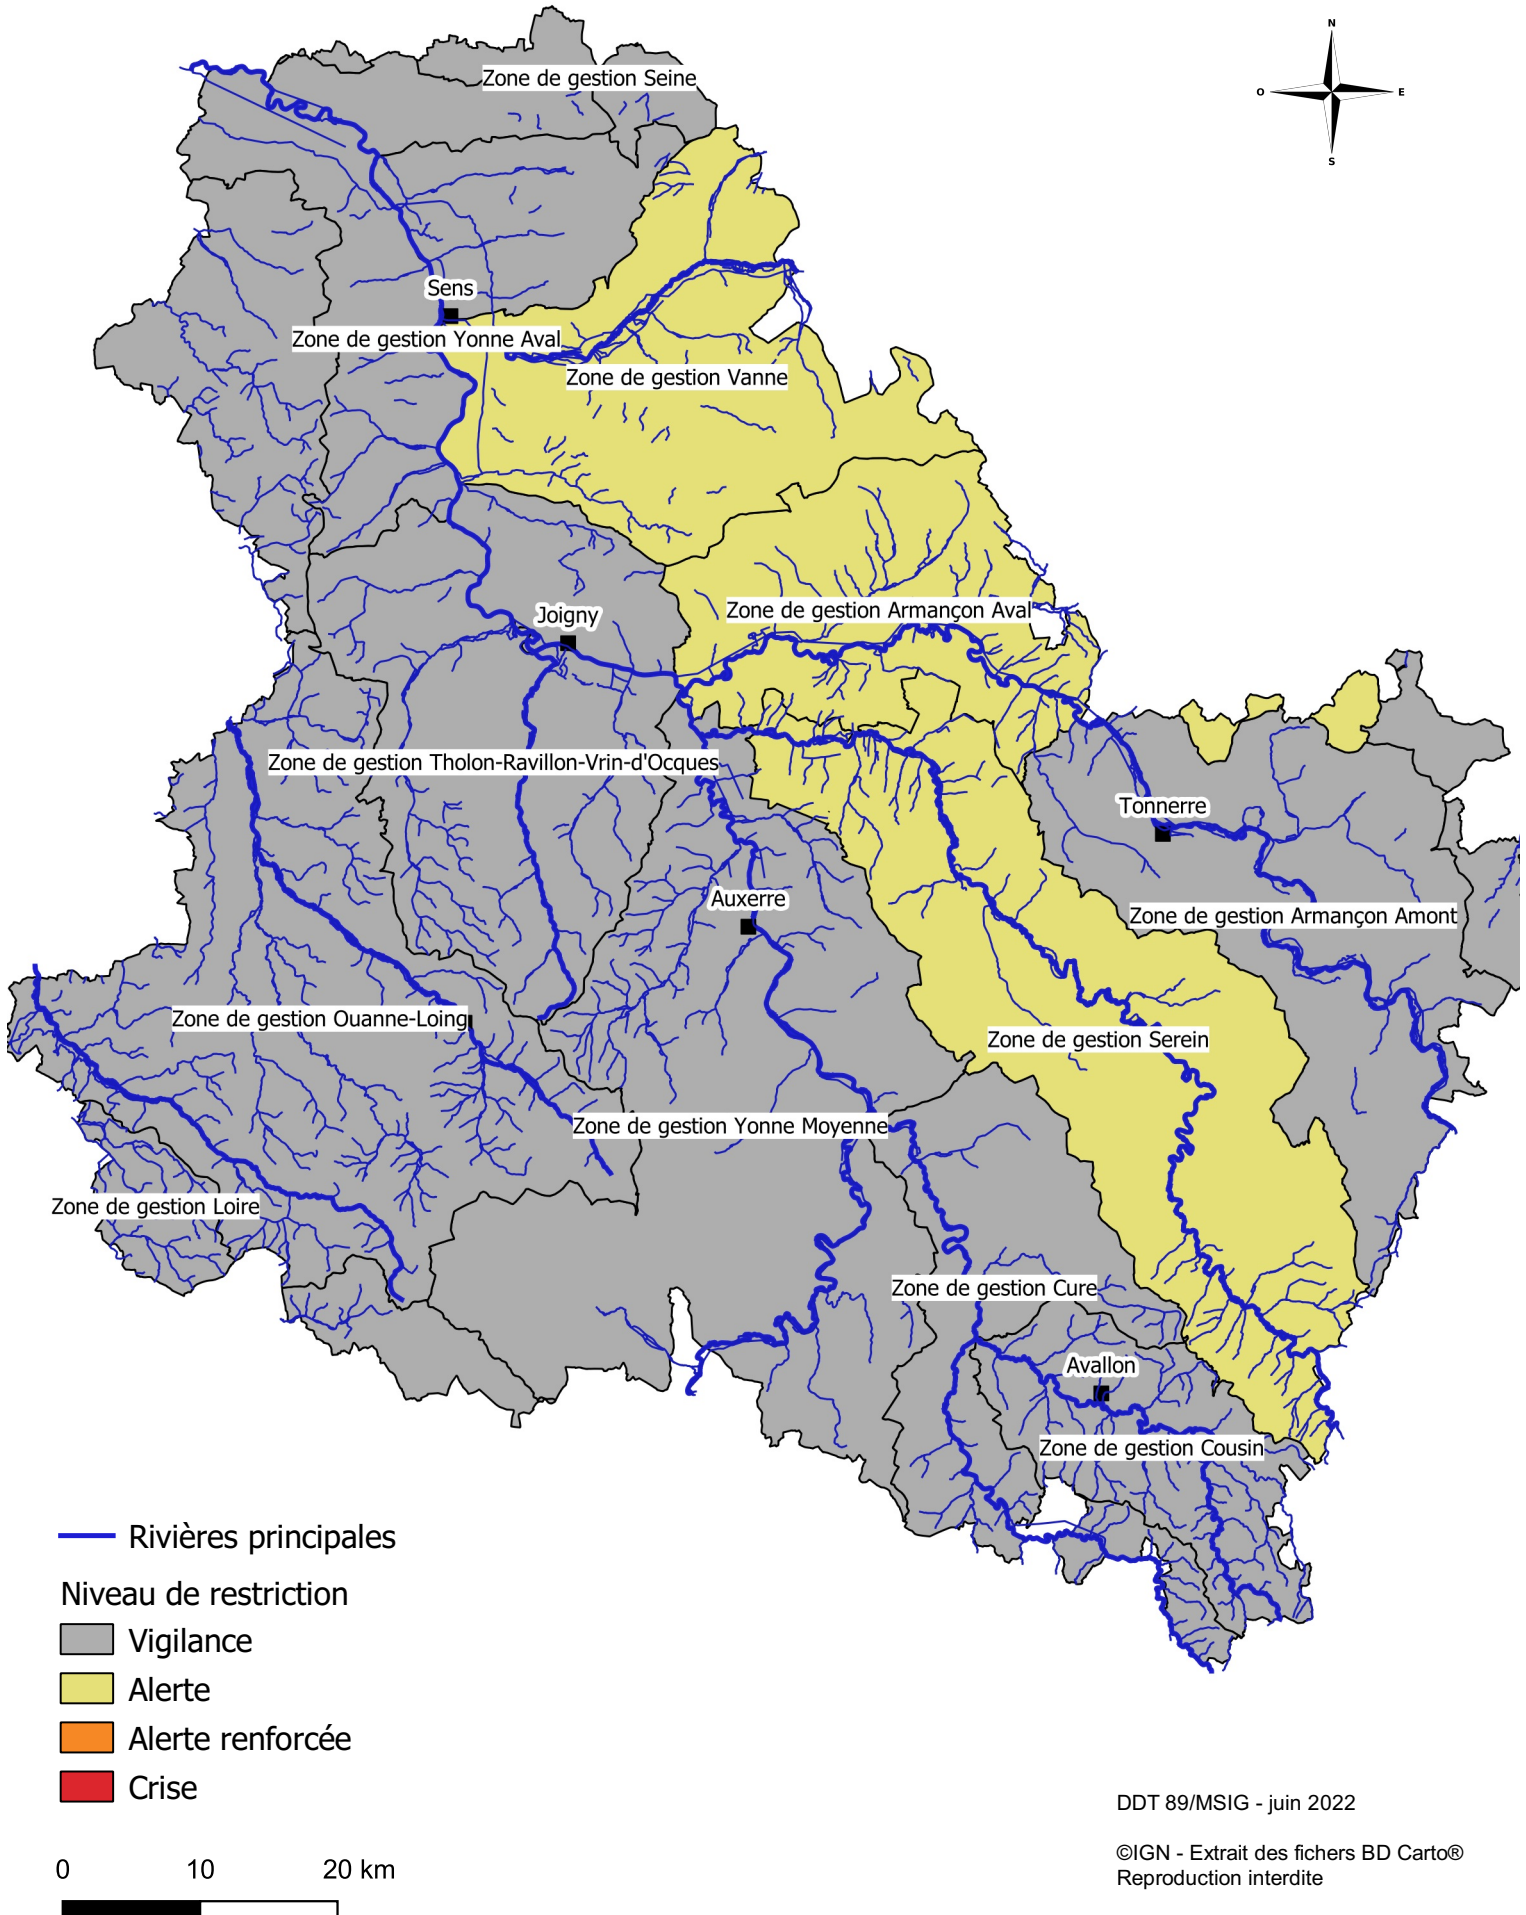 N
O
E
S
Zone de gestion Seine
Sens
Zone de gestion Yonne Aval
Zone de gestion Vanne
Joigny
Zone de gestion Armançon Aval
Zone de gestion Tholon-Ravillon-Vrin-d'Ocques
Tonnerre
Auxerre
Zone de gestion Armançon Amont
Zone de gestion Ouanne-Loing
Zone de gestion Serein
Zone de gestion Yonne Moyenne
Zone de gestion Loire
Zone de gestion Cure
Avallon
Zone de gestion Cousin
Rivières principales
Niveau de restriction
Vigilance
Alerte
Alerte renforcée
Crise
DDT 89/MSIG - juin 2022
©IGN - Extrait des fichers BD Carto®
Reproduction interdite
0 10 20 km